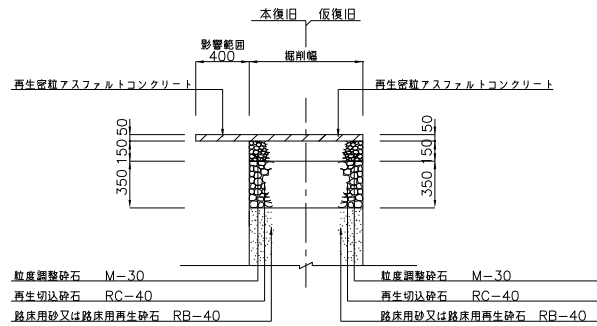 本復旧 仮復旧
影響範囲
400 掘削幅
再生密粒アスファルトコンクリート 再生密粒アスファルトコンクリート
50 50
150 150
350 350
粒度調整砕石 M-30 粒度調整砕石 M-30
再生切込砕石 RC-40 再生切込砕石 RC-40
路床用砂又は路床用再生砕石 RB-40 路床用砂又は路床用再生砕石 RB-40